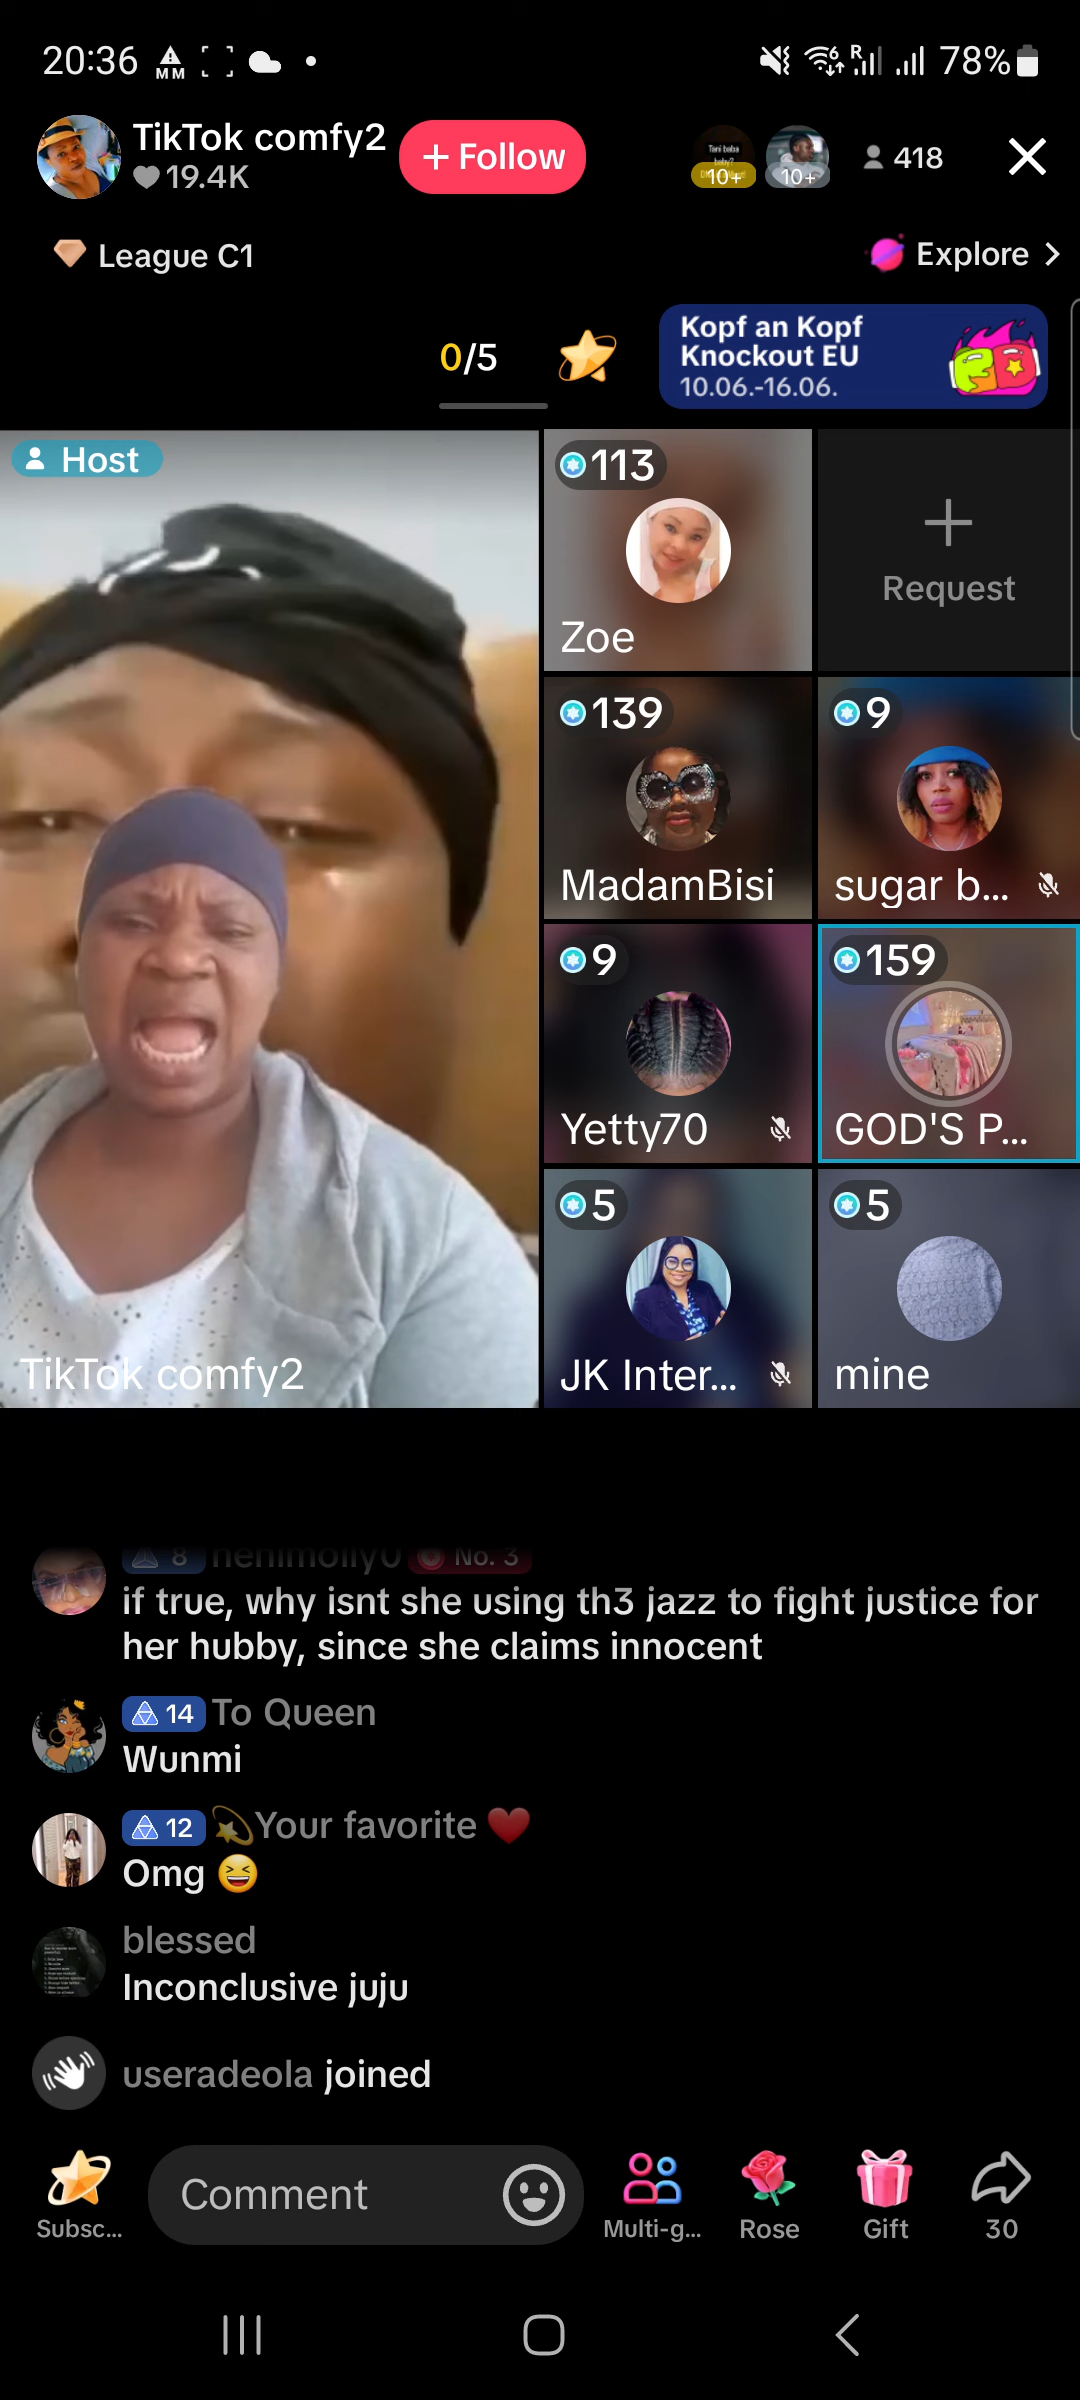 20:36
MM
R
78%
TikTok comfy2
19.4K
+ Follow
10+
10+
418
League C1
Explore
0/5
Kopf an Kopf
Knockout EU
10.06.-16.06.
Host
113
Zoe
Request
139
MadamBisi
9
sugar b...
9
Yetty70
159
GOD'S P...
5
JK Inter...
5
mine
TikTok comfy2
8
No. 3
if true, why isnt she using th3 jazz to fight justice for
her hubby, since she claims innocent
14 To Queen
Wunmi
12 Your favorite
Omg
blessed
Inconclusive juju
useradeola joined
Comment
Subsc...
Multi-g...
Rose
Gift
30